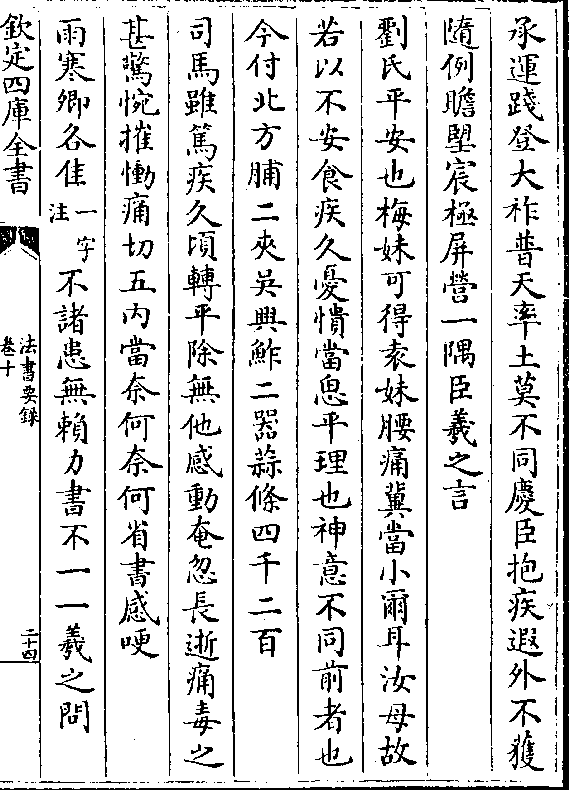 承運踐登大祚普天率土莫不同慶臣抱疾遐外不獲
隨例瞻望宸極屏營一隅臣羲之言
劉氏平安也梅妹可得袁妹腰痛冀當小爾耳汝母故
若以不安食疾久憂憒當思平理也神意不同前者也
今付北方脯二夾吳興鮓二器蒜條四千二百
司馬雖篤疾久頃轉平除無他感動奄忽長逝痛毒之
甚驚惋摧慟痛切五内當奈何奈何省書感哽
雨寒卿各佳一字注不諸患無賴力書不一一羲之問
欽定四庫全書
法書要錄
卷十
二十四